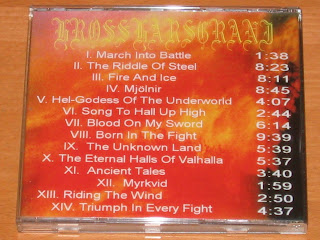 HROSSHARSGRANI
I. March Into Battle 1:38
II. The Riddle Of Steel 8:23
III. Fire And Ice 8:11
IV. Mjölnir 8:45
V. Hel-Godess Of The Underworld 4:07
VI. Song To Hall Up High 2:44
VII. Blood On My Sword 6:14
VIII. Born In The Fight 9:39
IX. The Unknown Land 5:39
X. The Eternal Halls Of Valhalla 5:37
XI. Ancient Tales 3:40
XII. Myrkvid 1:59
XIII. Riding The Wind 2:50
XIV. Triumph In Every Fight 4:37